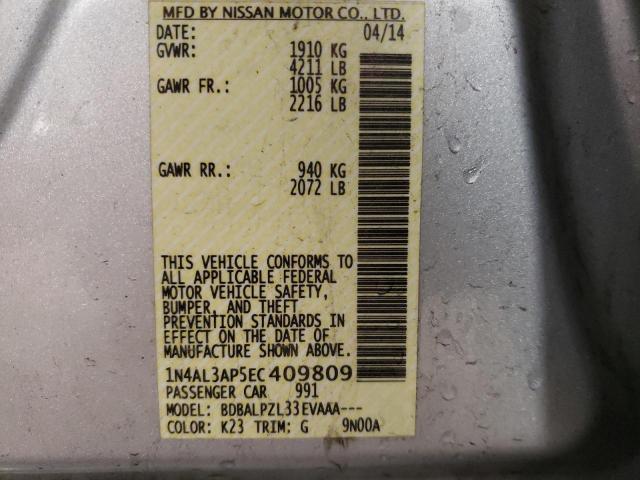 MFD BY NISSAN MOTOR CO., LTD.
DATE: 04/14
GVWR: 1910 KG
4211 LB
GAWR FR.: 1005 KG
2216 LB
GAWR RR.: 940 KG
2072 LB
THIS VEHICLE CONFORMS TO
ALL APPLICABLE FEDERAL
MOTOR VEHICLE SAFETY,
BUMPER, AND THEFT
PREVENTION STANDARDS IN
EFFECT ON THE DATE OF
MANUFACTURE SHOWN ABOVE.
1N4AL3AP5EC409809
PASSENGER CAR 991
MODEL: BDBALPZL33EVAAA---
COLOR: K23 TRIM: G 9N00A